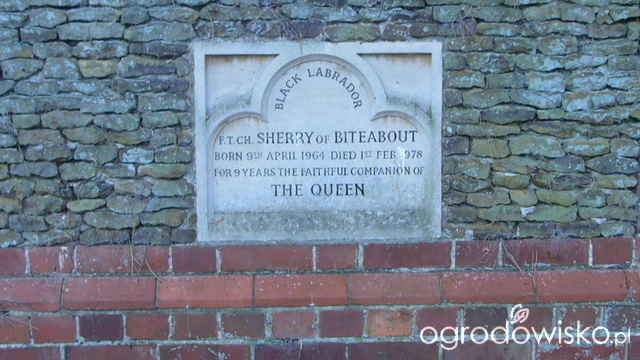 BLACK LABRADOR
F.T.CH. SHERRY OF BITEABOUT
BORN 9TH APRIL 1964. DIED 1ST FEB. 1978
FOR 9 YEARS THE FAITHFUL COMPANION OF
THE QUEEN
OGRODOWISKO.pl